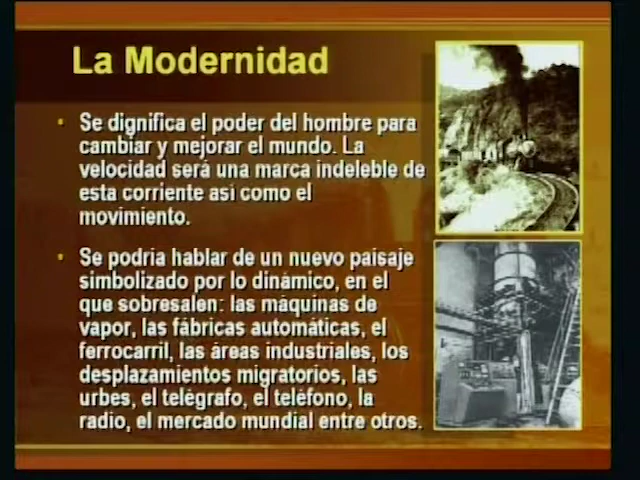 La Modernidad
• Se dignifica el poder del hombre para
cambiar y mejorar el mundo. La
velocidad será una marca indeleble de
esta corriente así como el
movimiento.
• Se podría hablar de un nuevo paisaje
simbolizado por lo dinámico, en el
que sobresalen: las máquinas de
vapor, las fábricas automáticas, el
ferrocarril, las áreas industriales, los
desplazamientos migratorios, las
urbes, el telégrafo, el teléfono, la
radio, el mercado mundial entre otros.